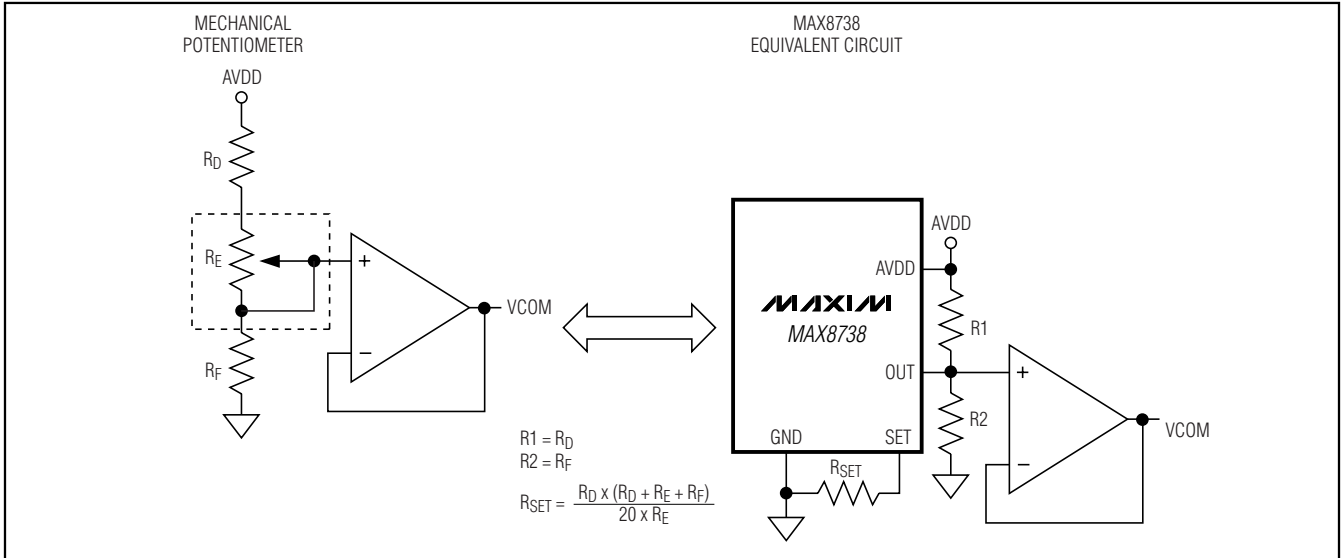 MECHANICAL
POTENTIOMETER
AVDD
RD
RE
RF
+
−
VCOM
MAX8738
EQUIVALENT CIRCUIT
AVDD
AVDD
MAXIM
MAX8738
R1
OUT
R2
GND
SET
RSET
+
−
VCOM
R1 = RD
R2 = RF
RSET = RD x (RD + RE + RF)
20 x RE